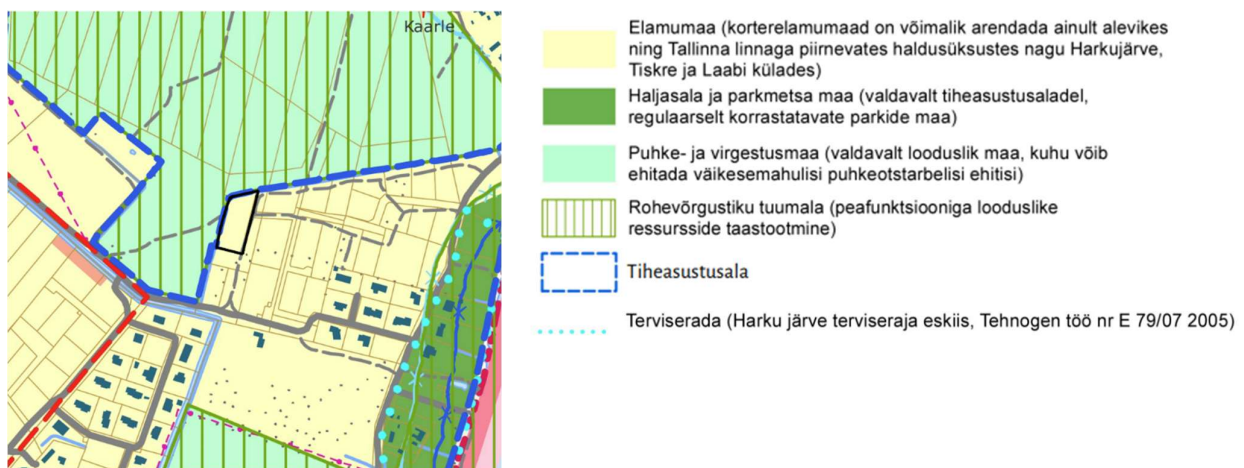 Kaarle
Elamumaa (korterelamumaad on võimalik arendada ainult alevikes
ning Tallinna linnaga piirnevates haldusüksustes nagu Harkujärve,
Tiskre ja Laabi külades)
Haljasala ja parkmetsa maa (valdavalt tiheasustusaladel,
regulaarselt korrastatavate parkide maa)
Puhke- ja virgestusmaa (valdavalt looduslik maa, kuhu võib
ehitada väikesemahulisi puhkeotstarbelisi ehitisi)
Rohevõrgustiku tuumala (peafunktsiooniga looduslike
ressursside taastootmine)
Tiheasustusala
Terviserada (Harku järve terviseraja eskiis, Tehnogen töö nr E 79/07 2005)